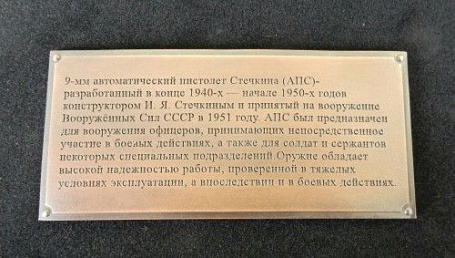 9-мм автоматический пистолет Стечкина (АПС)-
разработанный в конце 1940-х — начале 1950-х годов
конструктором И. Я. Стечкиным и принятый на вооружение
Вооружённых Сил СССР в 1951 году. АПС был предназначен
для вооружения офицеров, принимающих непосредственное
участие в боевых действиях, а также для солдат и сержантов
некоторых специальных подразделений Оружие обладает
высокой надежностью работы, проверенной в тяжелых
условиях эксплуатации, а впоследствии и в боевых действиях.